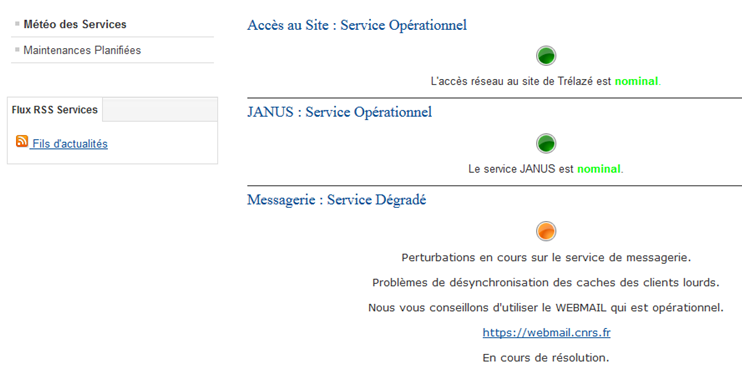 Météo des Services
Maintenances Planifiées
Flux RSS Services
Fils d'actualités
Accès au Site : Service Opérationnel
L'accès réseau au site de Trélazé est nominal.
JANUS : Service Opérationnel
Le service JANUS est nominal.
Messagerie : Service Dégradé
Perturbations en cours sur le service de messagerie.
Problèmes de désynchronisation des caches des clients lourds.
Nous vous conseillons d'utiliser le WEBMAIL qui est opérationnel.
https://webmail.cnrs.fr
En cours de résolution.